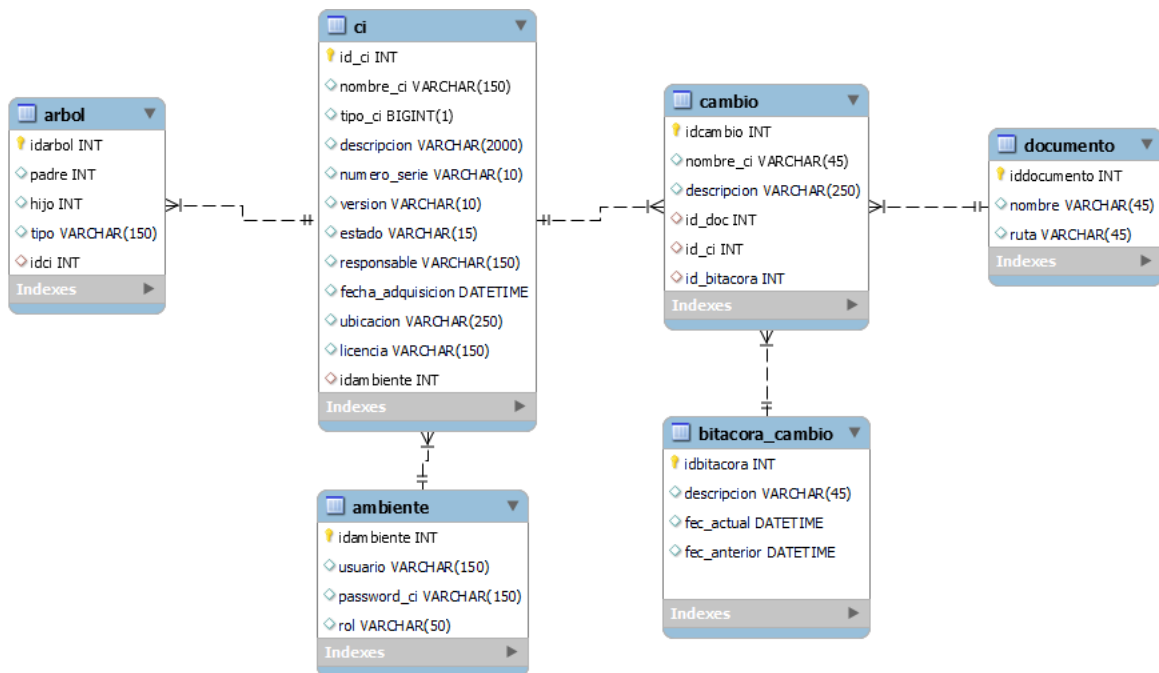 arbol
idarbol INT
padre INT
hijo INT
tipo VARCHAR(150)
idci INT
Indexes
ci
id_ci INT
nombre_ci VARCHAR(150)
tipo_ci BIGINT(1)
descripcion VARCHAR(2000)
numero_serie VARCHAR(10)
version VARCHAR(10)
estado VARCHAR(15)
responsable VARCHAR(150)
fecha_adquisicion DATETIME
ubicacion VARCHAR(250)
licencia VARCHAR(150)
idambiente INT
Indexes
ambiente
idambiente INT
usuario VARCHAR(150)
password_ci VARCHAR(150)
rol VARCHAR(50)
Indexes
cambio
idcambio INT
nombre_ci VARCHAR(45)
descripcion VARCHAR(250)
id_doc INT
id_ci INT
id_bitacora INT
Indexes
bitacora_cambio
idbitacora INT
descripcion VARCHAR(45)
fec_actual DATETIME
fec_anterior DATETIME
Indexes
documento
iddocumento INT
nombre VARCHAR(45)
ruta VARCHAR(45)
Indexes